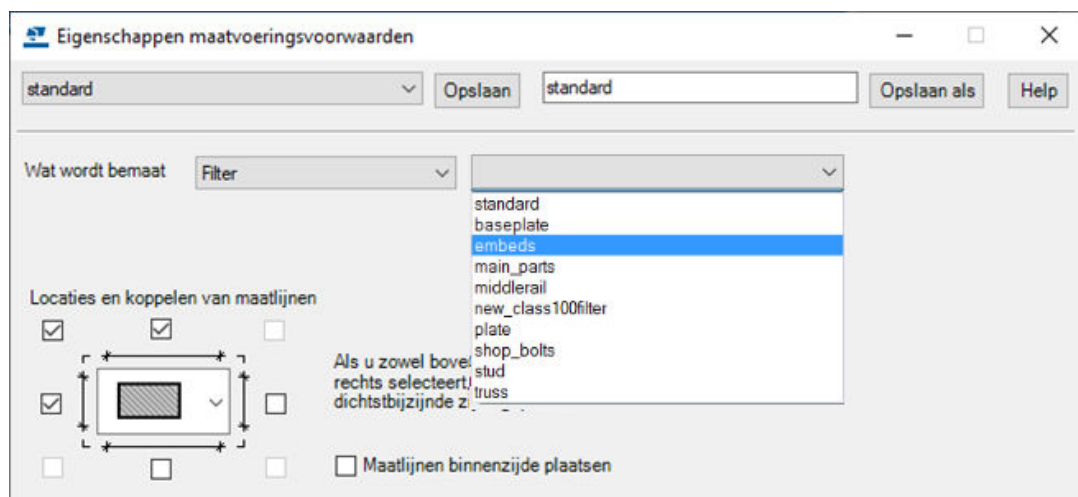 Eigenschappen maatvoeringsvoorwaarden
standard Opslaan standard Opslaan als Help
Wat wordt bemaat Filter
standard
baseplate
embeds
main_parts
middlerail
new_class100filter
plate
shop_bolts
stud
truss
Locaties en koppelen van maatlijnen
Als u zowel bove
rechts selecteert,
dichtstbijzijnde
Maatlijnen binnenzijde plaatsen